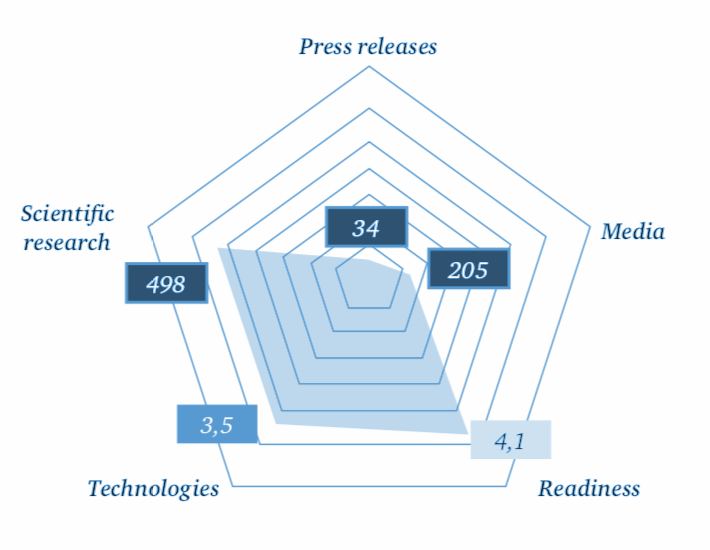 Press releases
Scientific
research
Media
34
205
498
3,5
4,1
Technologies
Readiness